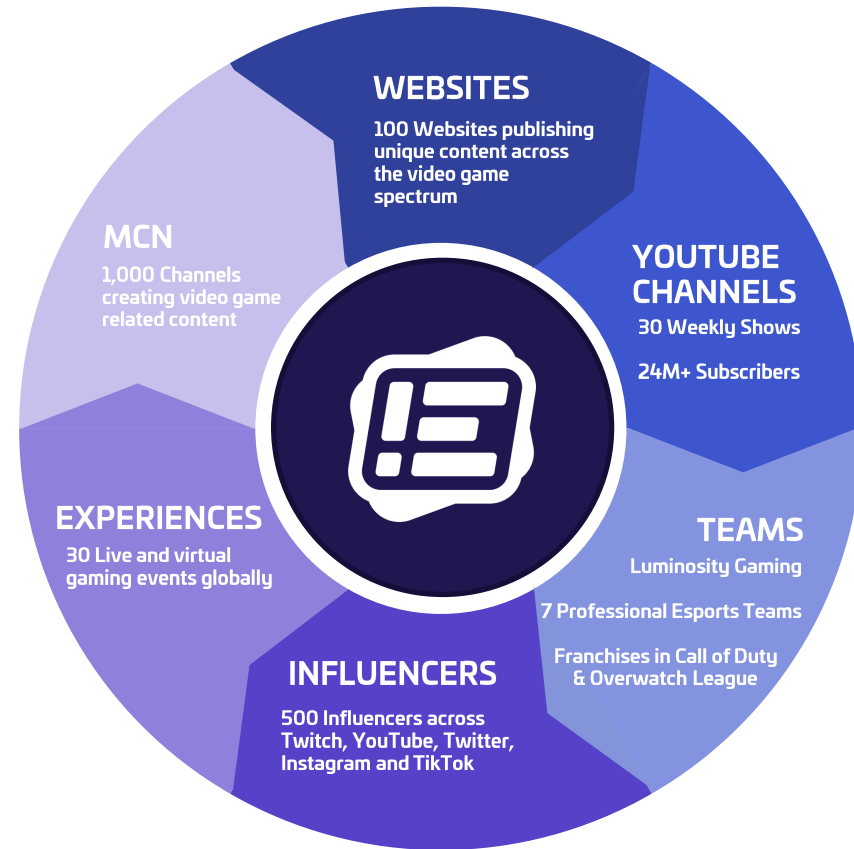 WEBSITES
100 Websites publishing
unique content across
the video game
spectrum
YOUTUBE
CHANNELS
30 Weekly Shows
24M+ Subscribers
TEAMS
Luminosity Gaming
7 Professional Esports Teams
Franchises in Call of Duty
& Overwatch League
INFLUENCERS
500 Influencers across
Twitch, YouTube, Twitter,
Instagram and TikTok
EXPERIENCES
30 Live and virtual
gaming events globally
MCN
1,000 Channels
creating video game
related content